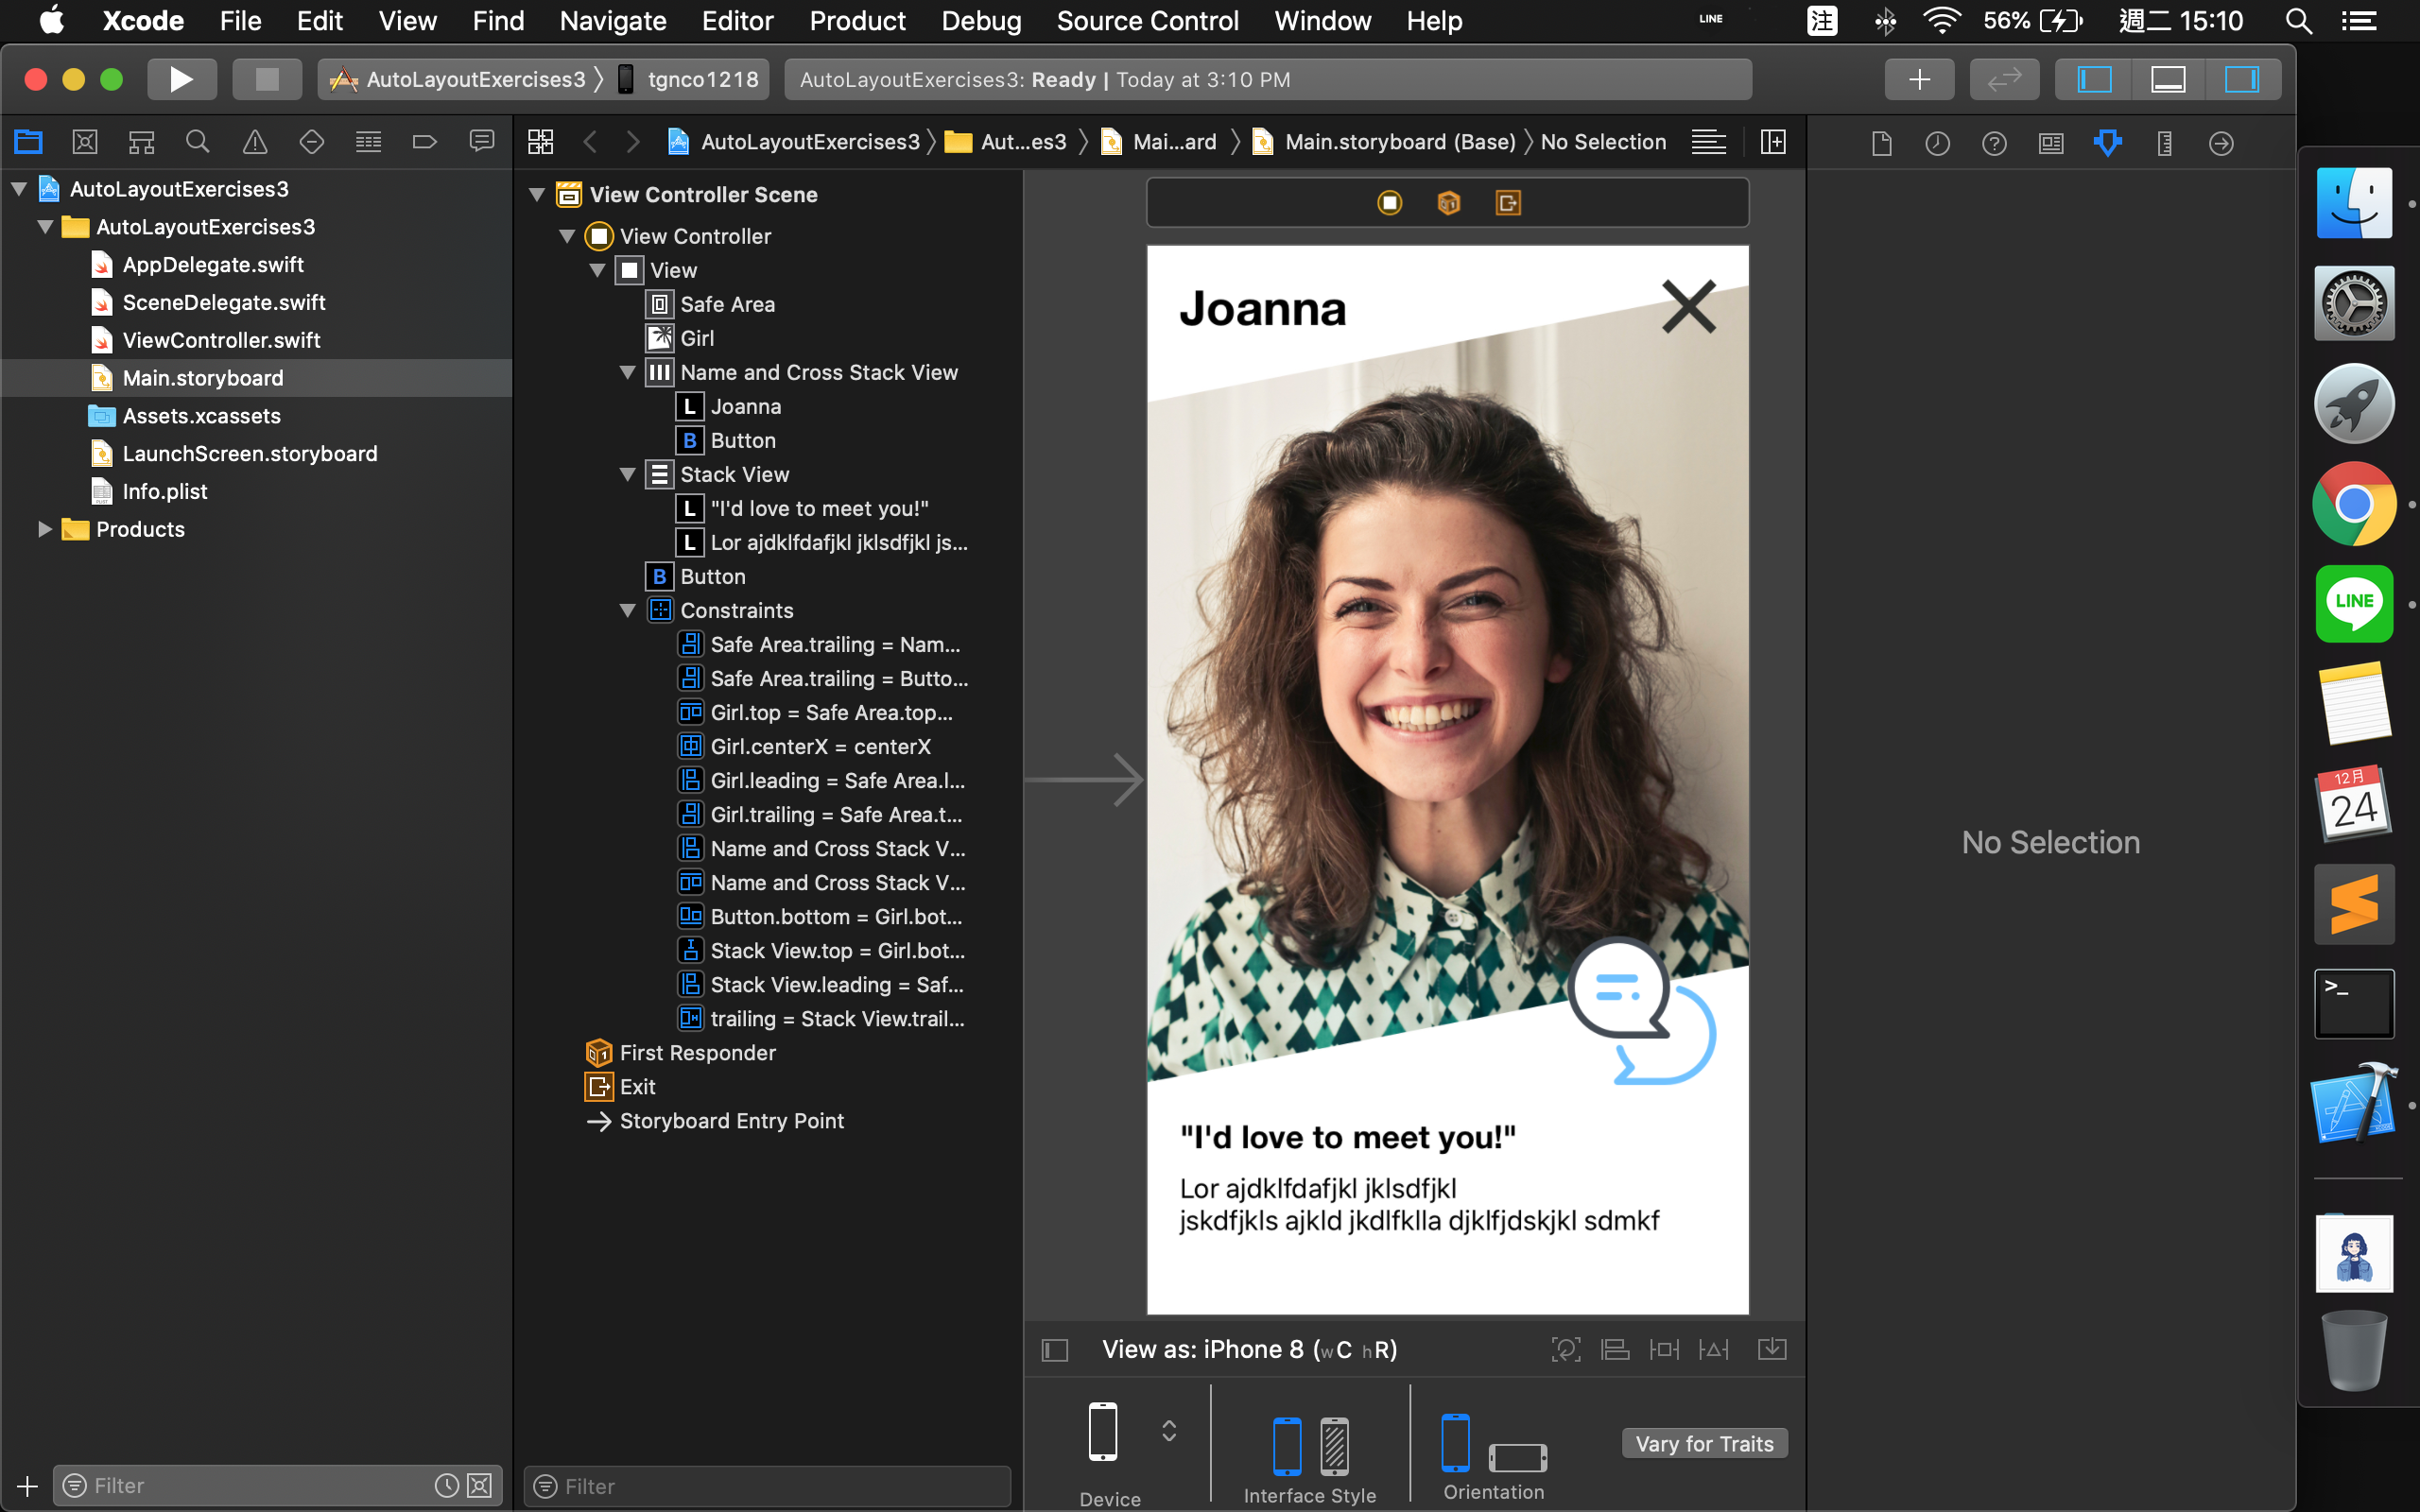 Xcode File Edit View Find Navigate Editor Product Debug Source Control Window Help LINE 注 56% 週二 15:10
AutoLayoutExercises3 tgnco1218
AutoLayoutExercises3: Ready | Today at 3:10 PM
AutoLayoutExercises3 Aut...es3 Mai...ard Main.storyboard (Base) No Selection
AutoLayoutExercises3
AutoLayoutExercises3
AppDelegate.swift
SceneDelegate.swift
ViewController.swift
Main.storyboard
Assets.xcassets
LaunchScreen.storyboard
Info.plist
Products
Filter
View Controller Scene
View Controller
View
Safe Area
Girl
Name and Cross Stack View
L Joanna
B Button
Stack View
L "I'd love to meet you!"
L Lor ajdklfdafjkl jklsdfjkl js...
B Button
Constraints
Safe Area.trailing = Nam...
Safe Area.trailing = Butto...
Girl.top = Safe Area.top...
Girl.centerX = centerX
Girl.leading = Safe Area.l...
Girl.trailing = Safe Area.t...
Name and Cross Stack V...
Name and Cross Stack V...
Button.bottom = Girl.bot...
Stack View.top = Girl.bot...
Stack View.leading = Saf...
trailing = Stack View.trail...
First Responder
Exit
Storyboard Entry Point
Filter
Joanna
"I'd love to meet you!"
Lor ajdklfdafjkl jklsdfjkl
jskdfjkls ajkld jkdlfklla djklfjdskjkl sdmkf
View as: iPhone 8 (wC hR)
Device
Interface Style
Orientation
Vary for Traits
No Selection
LINE
12月
24
>_